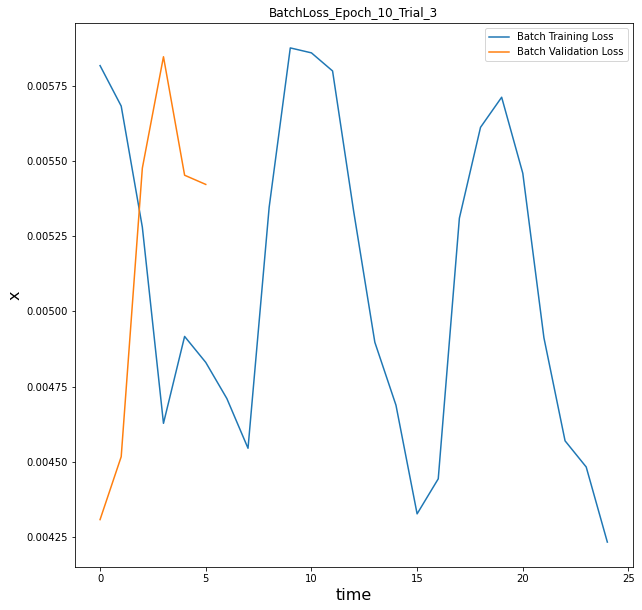 BatchLoss_Epoch_10_Trial_3
Batch Training Loss
Batch Validation Loss
0.00575
0.00550
0.00525
0.00500
0.00475
0.00450
0.00425
x
0 5 10 15 20 25
time